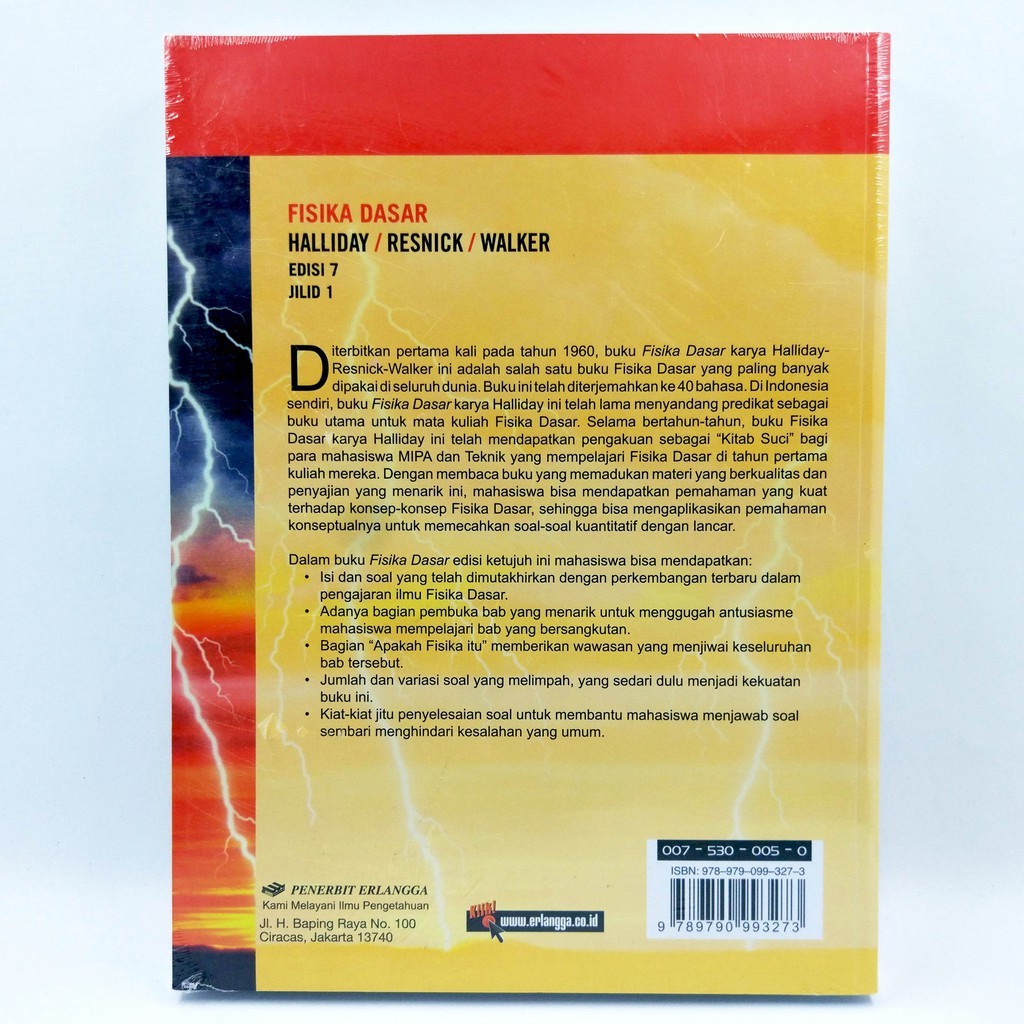 FISIKA DASAR
HALLIDAY / RESNICK / WALKER
EDISI 7
JILID 1
Diterbitkan pertama kali pada tahun 1960, buku Fisika Dasar karya Halliday-
Resnick-Walker ini adalah salah satu buku Fisika Dasar yang paling banyak
dipakai di seluruh dunia. Buku ini telah diterjemahkan ke 40 bahasa. Di Indonesia
sendiri, buku Fisika Dasar karya Halliday ini telah lama menyandang predikat sebagai
buku utama untuk mata kuliah Fisika Dasar. Selama bertahun-tahun, buku Fisika
Dasar karya Halliday ini telah mendapatkan pengakuan sebagai “Kitab Suci” bagi
para mahasiswa MIPA dan Teknik yang mempelajari Fisika Dasar di tahun pertama
kuliah mereka. Dengan membaca buku yang memadukan materi yang berkualitas dan
penyajian yang menarik ini, mahasiswa bisa mendapatkan pemahaman yang kuat
terhadap konsep-konsep Fisika Dasar, sehingga bisa mengaplikasikan pemahaman
konseptualnya untuk memecahkan soal-soal kuantitatif dengan lancar.
Dalam buku Fisika Dasar edisi ketujuh ini mahasiswa bisa mendapatkan:
• Isi dan soal yang telah dimutakhirkan dengan perkembangan terbaru dalam
pengajaran ilmu Fisika Dasar.
• Adanya bagian pembuka bab yang menarik untuk menggugah antusiasme
mahasiswa mempelajari bab yang bersangkutan.
• Bagian “Apakah Fisika itu” memberikan wawasan yang menjiwai keseluruhan
bab tersebut.
• Jumlah dan variasi soal yang melimpah, yang sedari dulu menjadi kekuatan
buku ini.
• Kiat-kiat jitu penyelesaian soal untuk membantu mahasiswa menjawab soal
sembari menghindari kesalahan yang umum.
PENERBIT ERLANGGA
Kami Melayani Ilmu Pengetahuan
Jl. H. Baping Raya No. 100
Ciracas, Jakarta 13740
KLIK!
www.erlangga.co.id
007 - 530 - 005 - 0
ISBN: 978-979-099-327-3
9 789790 993273